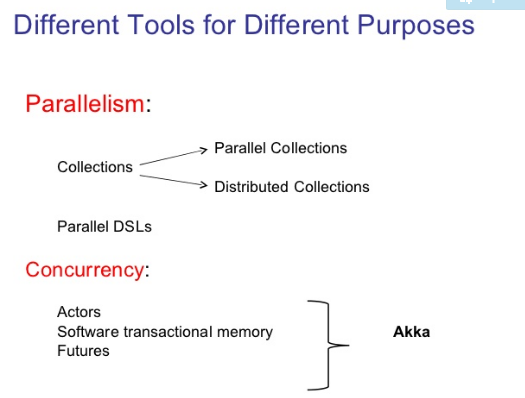 Different Tools for Different Purposes
Parallelism:
Parallel Collections
Collections
Distributed Collections
Parallel DSLs
Concurrency:
Actors
Software transactional memory
Futures
Akka